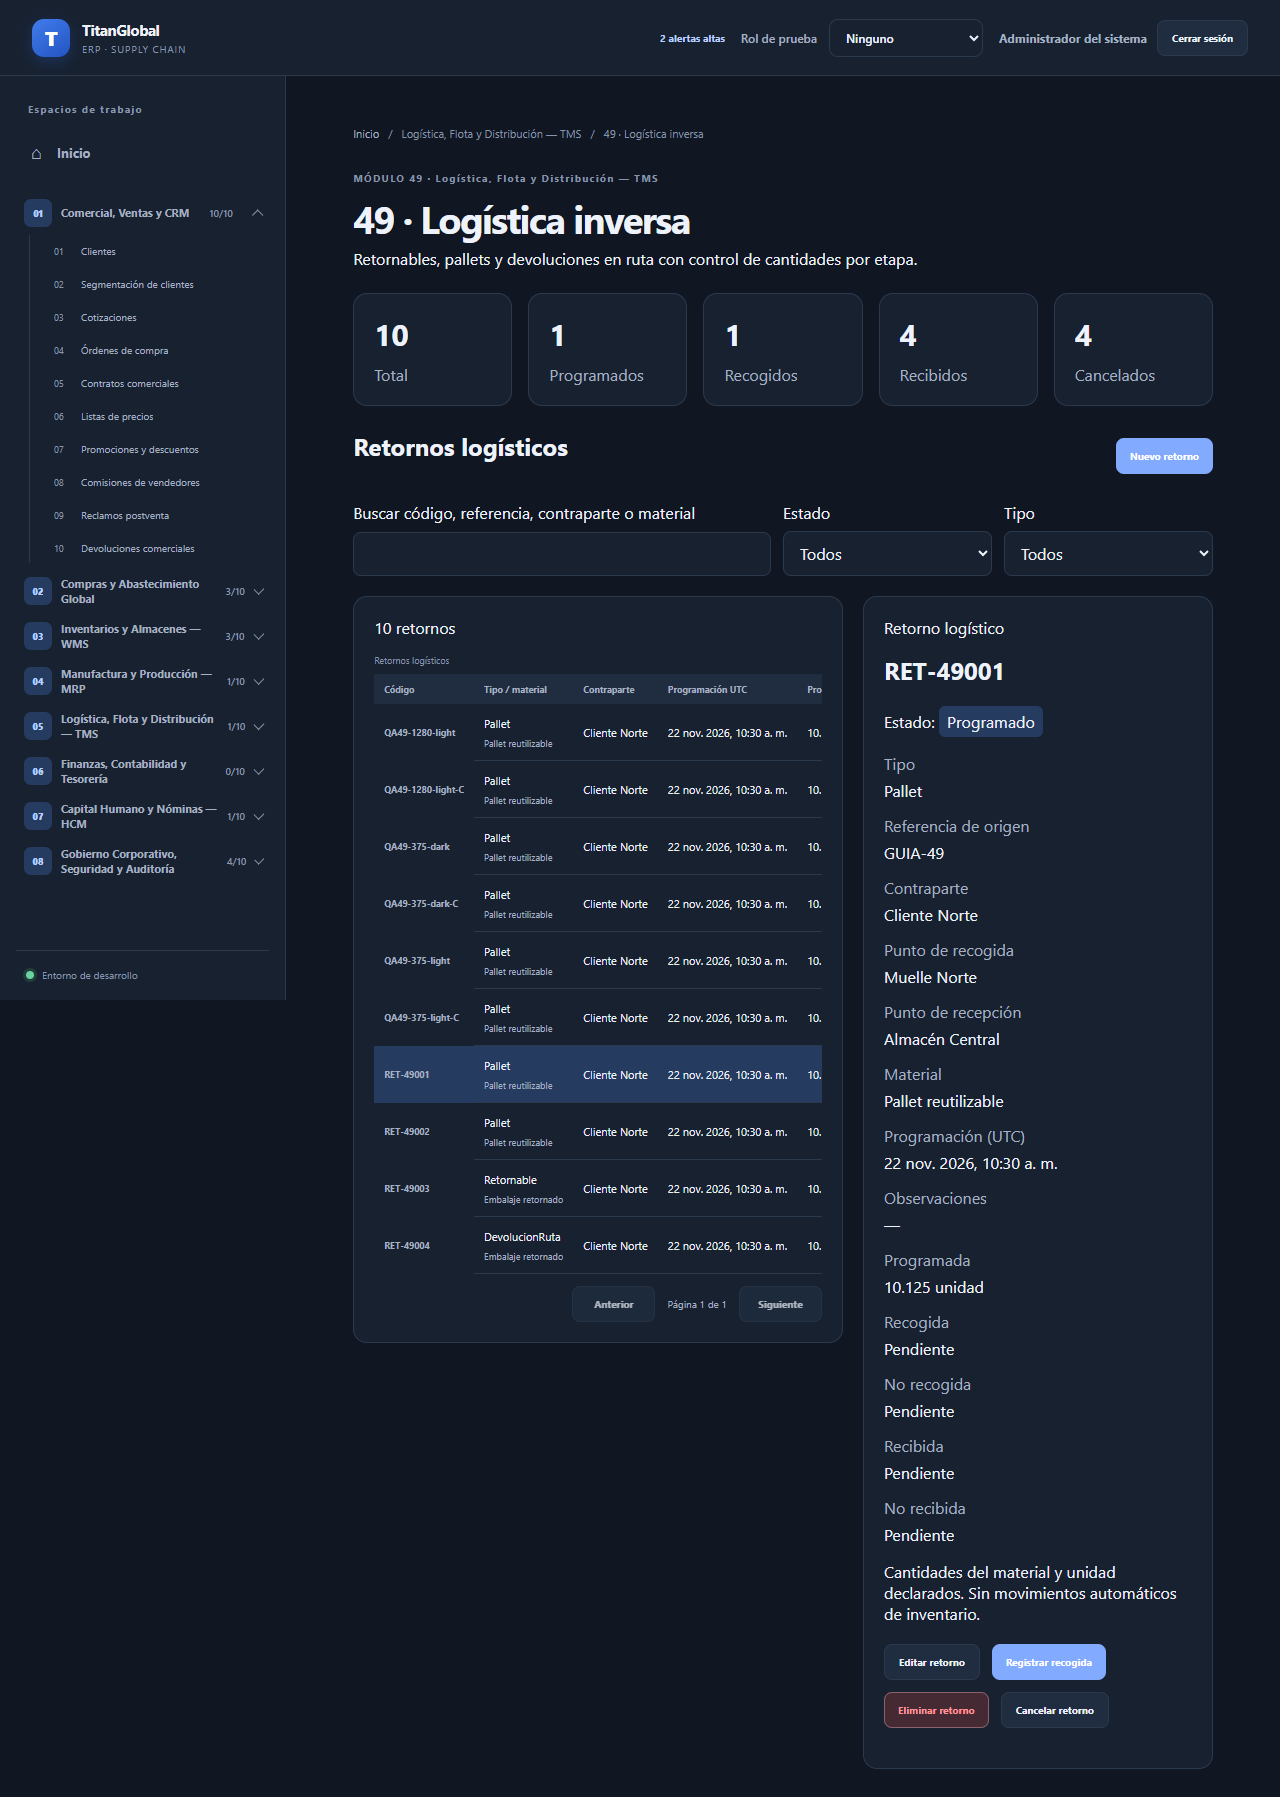 T
TitanGlobal
ERP · SUPPLY CHAIN
2 alertas altas
Rol de prueba
Ninguno
Administrador del sistema
Cerrar sesión
Espacios de trabajo
Inicio
01 Comercial, Ventas y CRM 10/10
01 Clientes
02 Segmentación de clientes
03 Cotizaciones
04 Órdenes de compra
05 Contratos comerciales
06 Listas de precios
07 Promociones y descuentos
08 Comisiones de vendedores
09 Reclamos postventa
10 Devoluciones comerciales
02 Compras y Abastecimiento Global 3/10
03 Inventarios y Almacenes — WMS 3/10
04 Manufactura y Producción — MRP 1/10
05 Logística, Flota y Distribución — TMS 1/10
06 Finanzas, Contabilidad y Tesorería 0/10
07 Capital Humano y Nóminas — HCM 1/10
08 Gobierno Corporativo, Seguridad y Auditoría 4/10
Entorno de desarrollo
Inicio / Logística, Flota y Distribución — TMS / 49 · Logística inversa
MÓDULO 49 · Logística, Flota y Distribución — TMS
49 · Logística inversa
Retornables, pallets y devoluciones en ruta con control de cantidades por etapa.
10 Total
1 Programados
1 Recogidos
4 Recibidos
4 Cancelados
Retornos logísticos
Nuevo retorno
Buscar código, referencia, contraparte o material
Estado
Todos
Tipo
Todos
10 retornos
Retornos logísticos
Código Tipo / material Contraparte Programación UTC Pro
QA49-1280-light Pallet Pallet reutilizable Cliente Norte 22 nov. 2026, 10:30 a. m. 10.
QA49-1280-light-C Pallet Pallet reutilizable Cliente Norte 22 nov. 2026, 10:30 a. m. 10.
QA49-375-dark Pallet Pallet reutilizable Cliente Norte 22 nov. 2026, 10:30 a. m. 10.
QA49-375-dark-C Pallet Pallet reutilizable Cliente Norte 22 nov. 2026, 10:30 a. m. 10.
QA49-375-light Pallet Pallet reutilizable Cliente Norte 22 nov. 2026, 10:30 a. m. 10.
QA49-375-light-C Pallet Pallet reutilizable Cliente Norte 22 nov. 2026, 10:30 a. m. 10.
RET-49001 Pallet Pallet reutilizable Cliente Norte 22 nov. 2026, 10:30 a. m. 10.
RET-49002 Pallet Pallet reutilizable Cliente Norte 22 nov. 2026, 10:30 a. m. 10.
RET-49003 Retornable Embalaje retornado Cliente Norte 22 nov. 2026, 10:30 a. m. 10.
RET-49004 DevolucionRuta Embalaje retornado Cliente Norte 22 nov. 2026, 10:30 a. m. 10.
Anterior Página 1 de 1 Siguiente
Retorno logístico
RET-49001
Estado: Programado
Tipo
Pallet
Referencia de origen
GUIA-49
Contraparte
Cliente Norte
Punto de recogida
Muelle Norte
Punto de recepción
Almacén Central
Material
Pallet reutilizable
Programación (UTC)
22 nov. 2026, 10:30 a. m.
Observaciones
—
Programada
10.125 unidad
Recogida
Pendiente
No recogida
Pendiente
Recibida
Pendiente
No recibida
Pendiente
Cantidades del material y unidad
declarados. Sin movimientos automáticos
de inventario.
Editar retorno Registrar recogida
Eliminar retorno Cancelar retorno